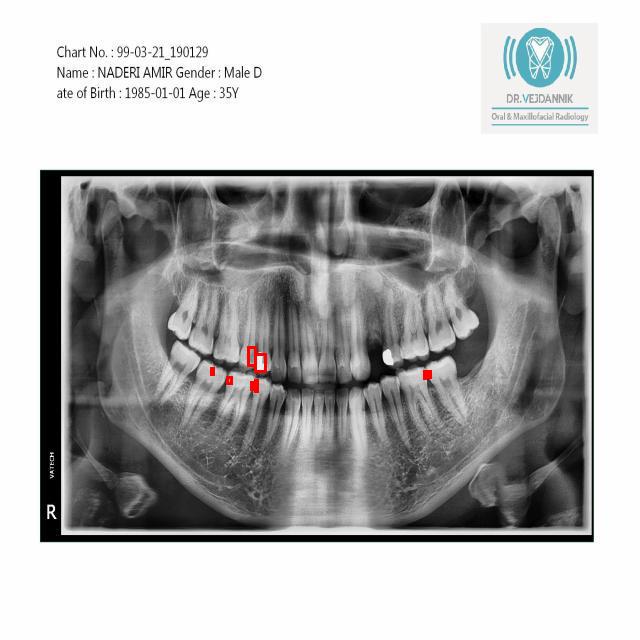 Chart No. : 99-03-21_190129
Name : NADERI AMIR Gender : Male D
ate of Birth : 1985-01-01 Age : 35Y
DR.VEJDANNIK
Oral & Maxillofacial Radiology
VATECH
R